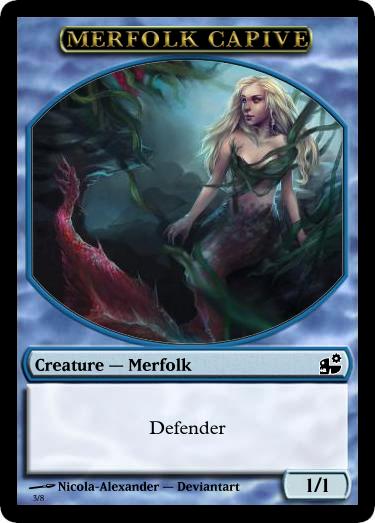 MERFOLK CAPIVE
Creature — Merfolk
Defender
Nicola-Alexander — Deviantart
3/8
1/1